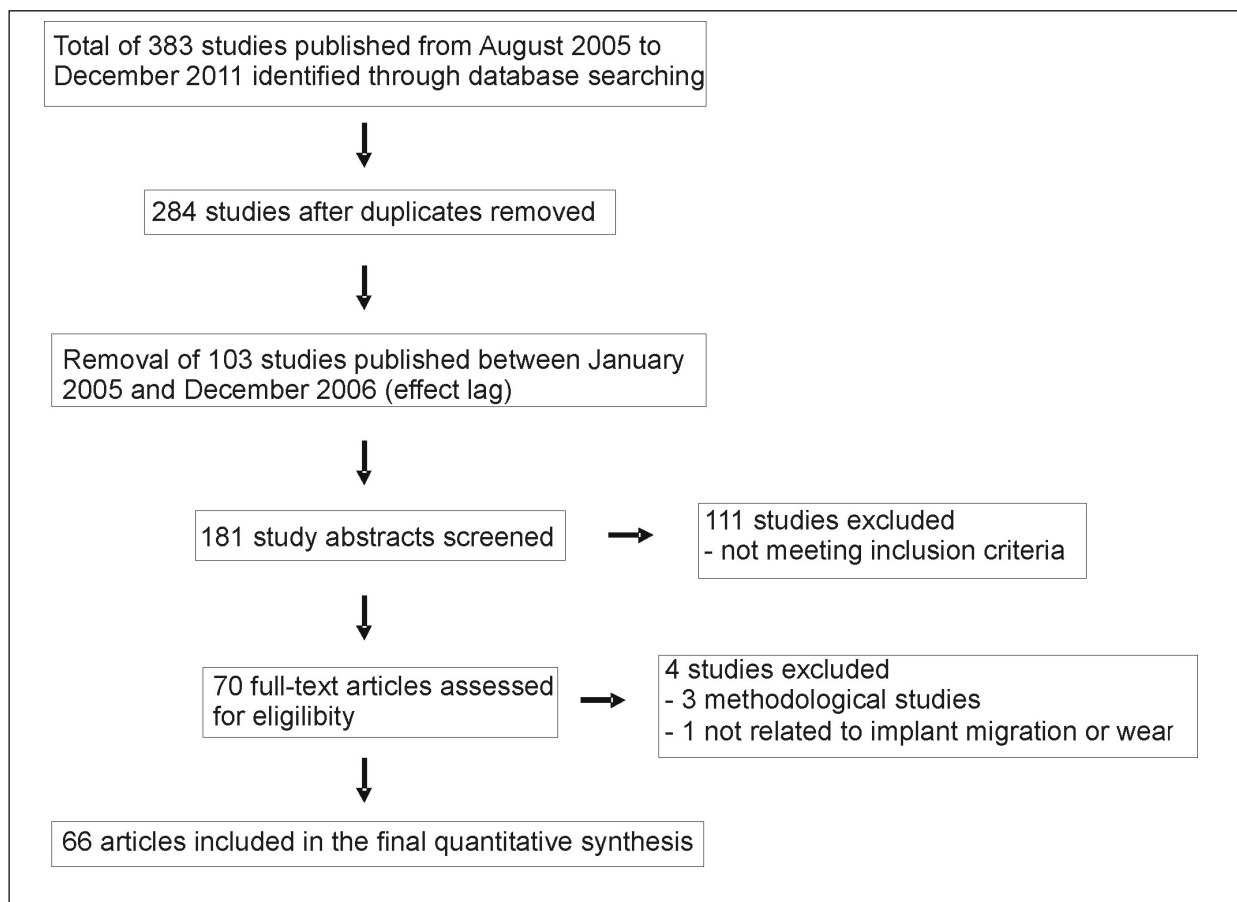 Total of 383 studies published from August 2005 to
December 2011 identified through database searching
284 studies after duplicates removed
Removal of 103 studies published between January
2005 and December 2006 (effect lag)
181 study abstracts screened
111 studies excluded
- not meeting inclusion criteria
70 full-text articles assessed
for eligilibity
4 studies excluded
- 3 methodological studies
- 1 not related to implant migration or wear
66 articles included in the final quantitative synthesis